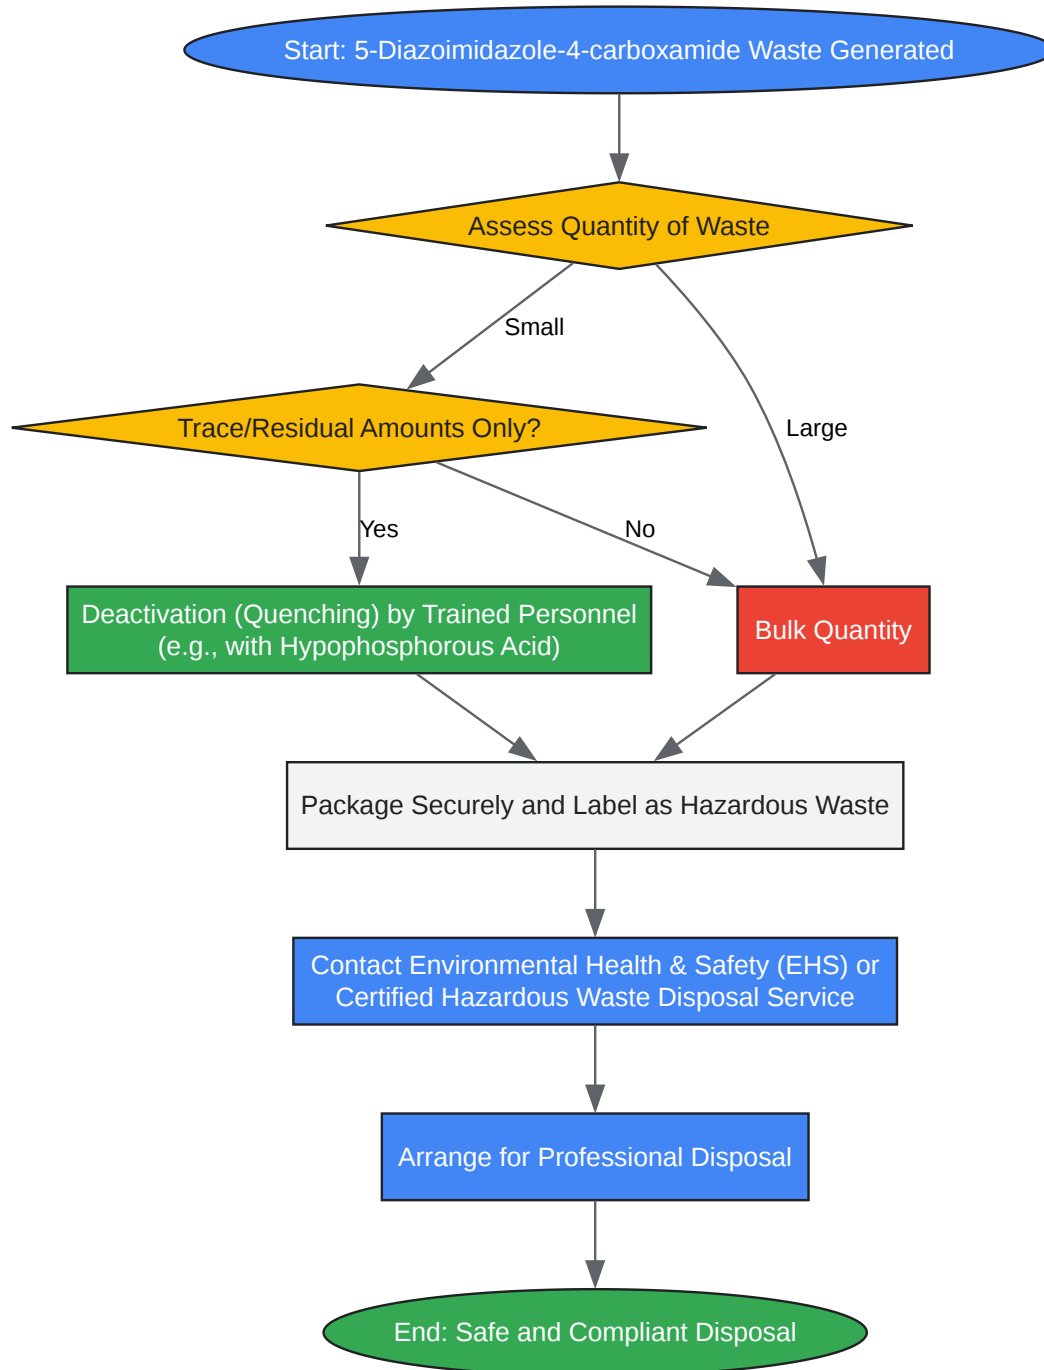 Start: 5-Diazoimidazole-4-carboxamide Waste Generated
Assess Quantity of Waste
Small
Large
Trace/Residual Amounts Only?
Yes
No
Deactivation (Quenching) by Trained Personnel
(e.g., with Hypophosphorous Acid)
Bulk Quantity
Package Securely and Label as Hazardous Waste
Contact Environmental Health & Safety (EHS) or
Certified Hazardous Waste Disposal Service
Arrange for Professional Disposal
End: Safe and Compliant Disposal